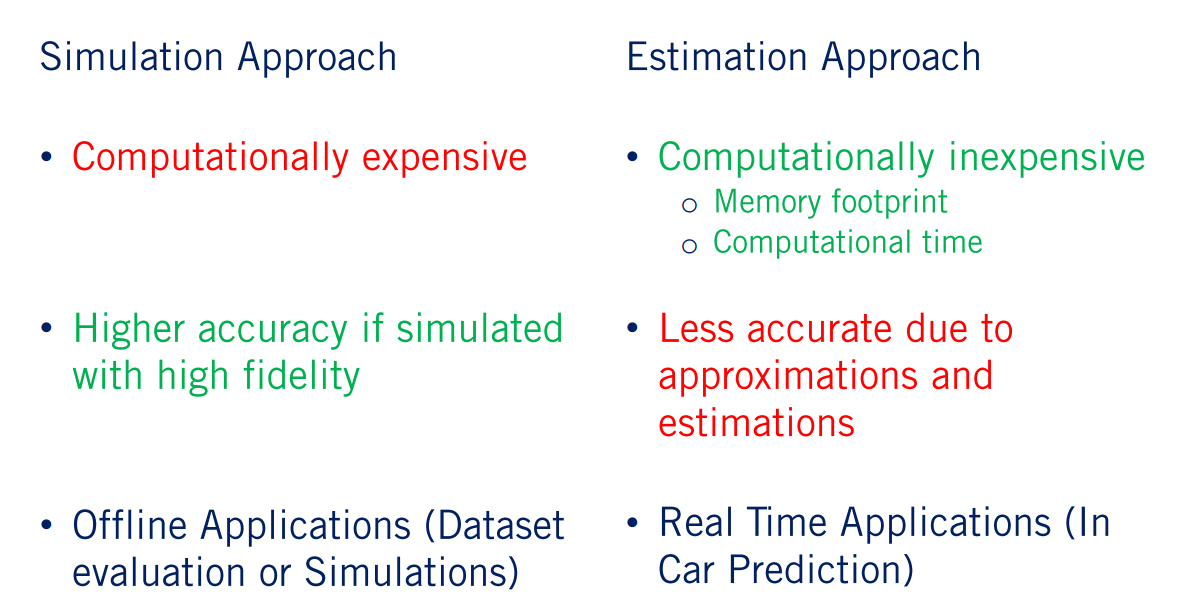 Simulation Approach
• Computationally expensive
• Higher accuracy if simulated
with high fidelity
• Offline Applications (Dataset
evaluation or Simulations)
Estimation Approach
• Computationally inexpensive
o Memory footprint
o Computational time
• Less accurate due to
approximations and
estimations
• Real Time Applications (In
Car Prediction)